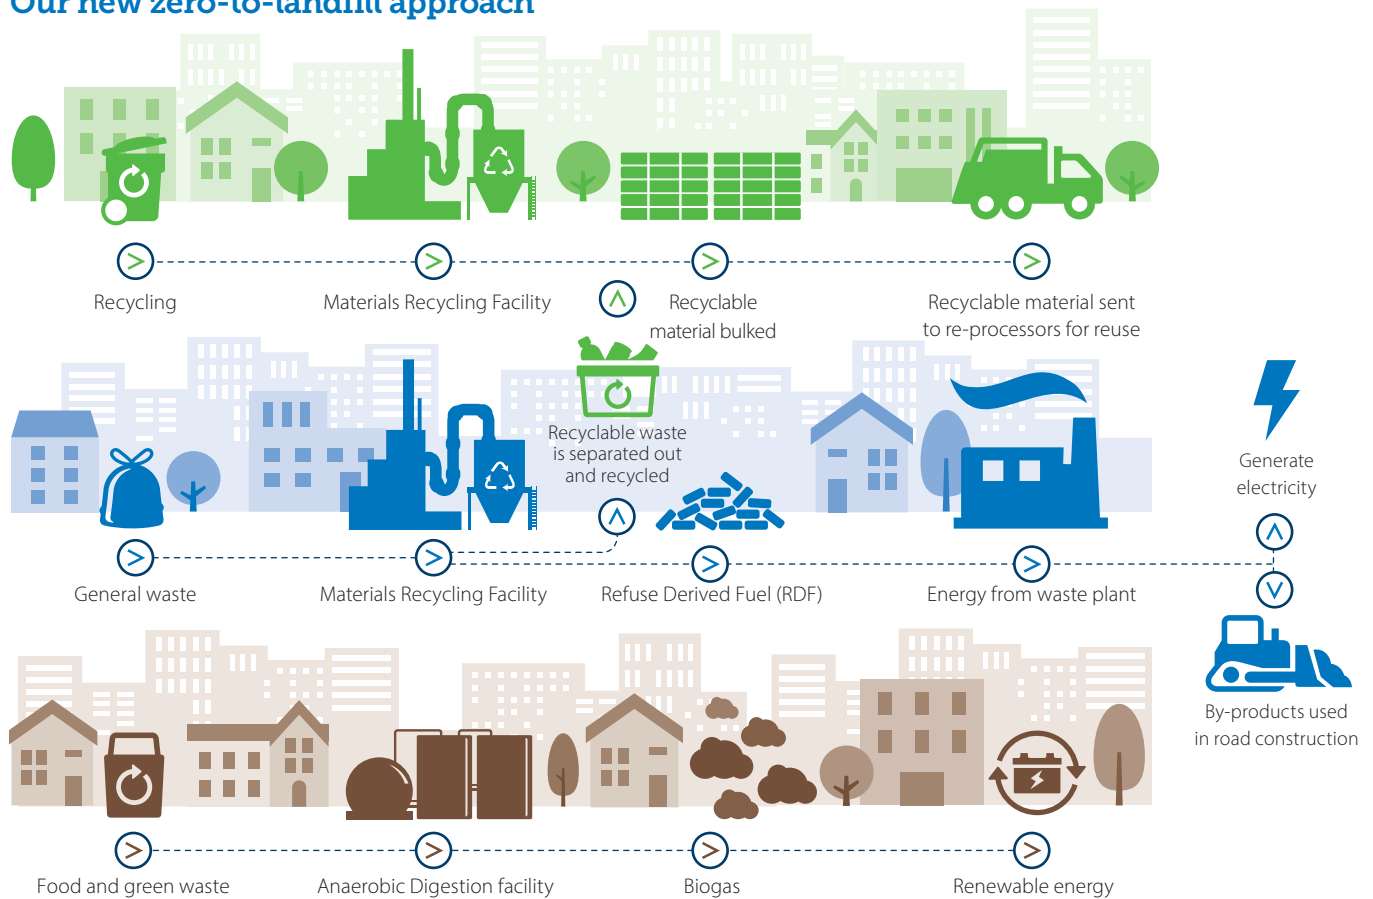 Our new zero-to-landfill approach
Recycling
Materials Recycling Facility
Recyclable
material bulked
Recyclable material sent
to re-processors for reuse
Recyclable waste
is separated out
and recycled
Generate
electricity
General waste
Materials Recycling Facility
Refuse Derived Fuel (RDF)
Energy from waste plant
By-products used
in road construction
Food and green waste
Anaerobic Digestion facility
Biogas
Renewable energy